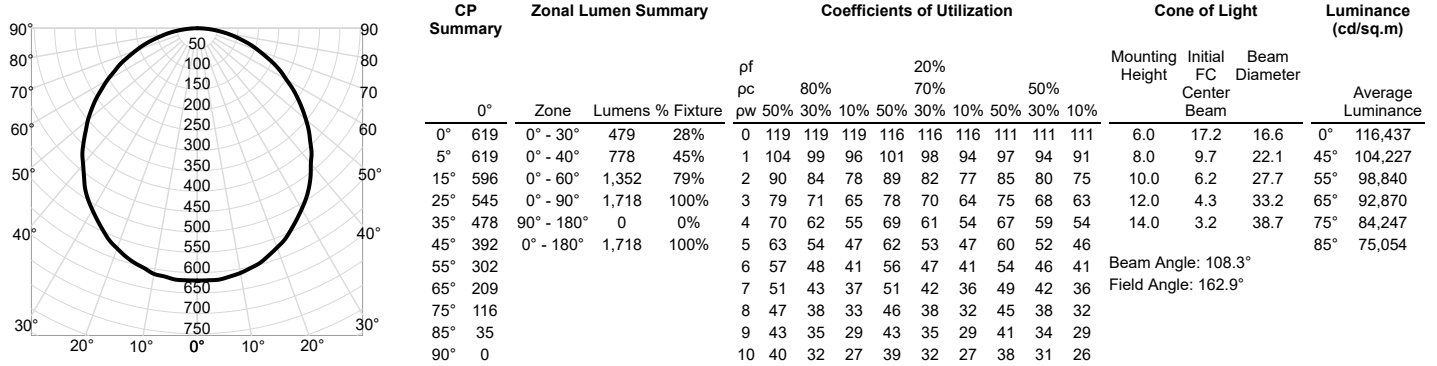 CP Summary
0°
0° 619
5° 619
15° 596
25° 545
35° 478
45° 392
55° 302
65° 209
75° 116
85° 35
90° 0
Zonal Lumen Summary
Zone Lumens % Fixture
0° - 30° 479 28%
0° - 40° 778 45%
0° - 60° 1,352 79%
0° - 90° 1,718 100%
90° - 180° 0 0%
0° - 180° 1,718 100%
Coefficients of Utilization
ρf 20%
ρc 80% 70% 50%
ρw 50% 30% 10% 50% 30% 10% 50% 30% 10%
0 119 119 119 116 116 116 111 111 111
1 104 99 96 101 98 94 97 94 91
2 90 84 78 89 82 77 85 80 75
3 79 71 65 78 70 64 75 68 63
4 70 62 55 69 61 54 67 59 54
5 63 54 47 62 53 47 60 52 46
6 57 48 41 56 47 41 54 46 41
7 51 43 37 51 42 36 49 42 36
8 47 38 33 46 38 32 45 38 32
9 43 35 29 43 35 29 41 34 29
10 40 32 27 39 32 27 38 31 26
Cone of Light
Mounting Height Initial FC Center Beam Beam Diameter
6.0 17.2 16.6
8.0 9.7 22.1
10.0 6.2 27.7
12.0 4.3 33.2
14.0 3.2 38.7
Beam Angle: 108.3°
Field Angle: 162.9°
Luminance (cd/sq.m)
Average Luminance
0° 116,437
45° 104,227
55° 98,840
65° 92,870
75° 84,247
85° 75,054
90° 90
80° 80
70° 70
60° 60
50° 50°
40° 40°
30° 30°
20° 10° 0° 10° 20°
50
100
150
200
250
300
350
400
450
500
550
600
650
700
750